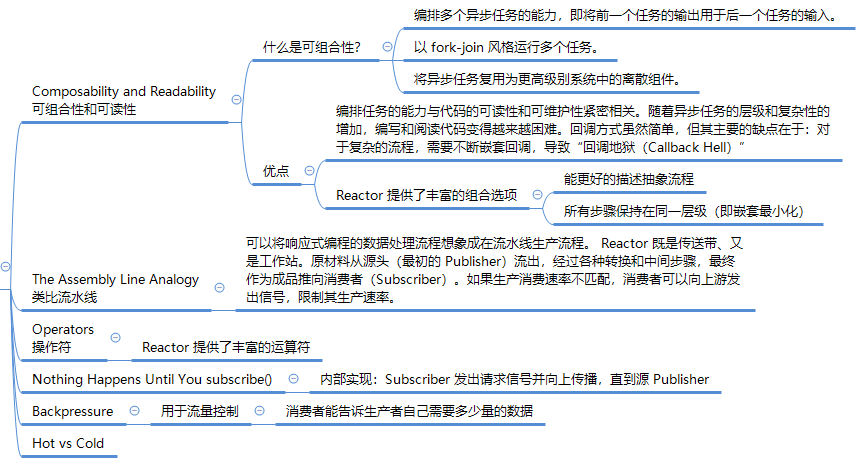 Composability and Readability
可组合性和可读性
什么是可组合性？
编排多个异步任务的能力，即将前一个任务的输出用于后一个任务的输入。
以 fork-join 风格运行多个任务。
将异步任务复用为更高级别系统中的离散组件。
优点
编排任务的能力与代码的可读性和可维护性紧密相关。随着异步任务的层级和复杂性的
增加，编写和阅读代码变得越来越困难。回调方式虽然简单，但其主要的缺点在于：对
于复杂的流程，需要不断嵌套回调，导致“回调地狱（Callback Hell）”
Reactor 提供了丰富的组合选项
能更好的描述抽象流程
所有步骤保持在同一层级（即嵌套最小化）
The Assembly Line Analogy
类比流水线
可以将响应式编程的数据处理流程想象成在流水线生产流程。 Reactor 既是传送带、又
是工作站。原材料从源头（最初的 Publisher）流出，经过各种转换和中间步骤，最终
作为成品推向消费者（Subscriber）。如果生产消费速率不匹配，消费者可以向上游发
出信号，限制其生产速率。
Operators
操作符
Reactor 提供了丰富的运算符
Nothing Happens Until You subscribe()
内部实现：Subscriber 发出请求信号并向上传播，直到源 Publisher
Backpressure
用于流量控制
消费者能告诉生产者自己需要多少量的数据
Hot vs Cold